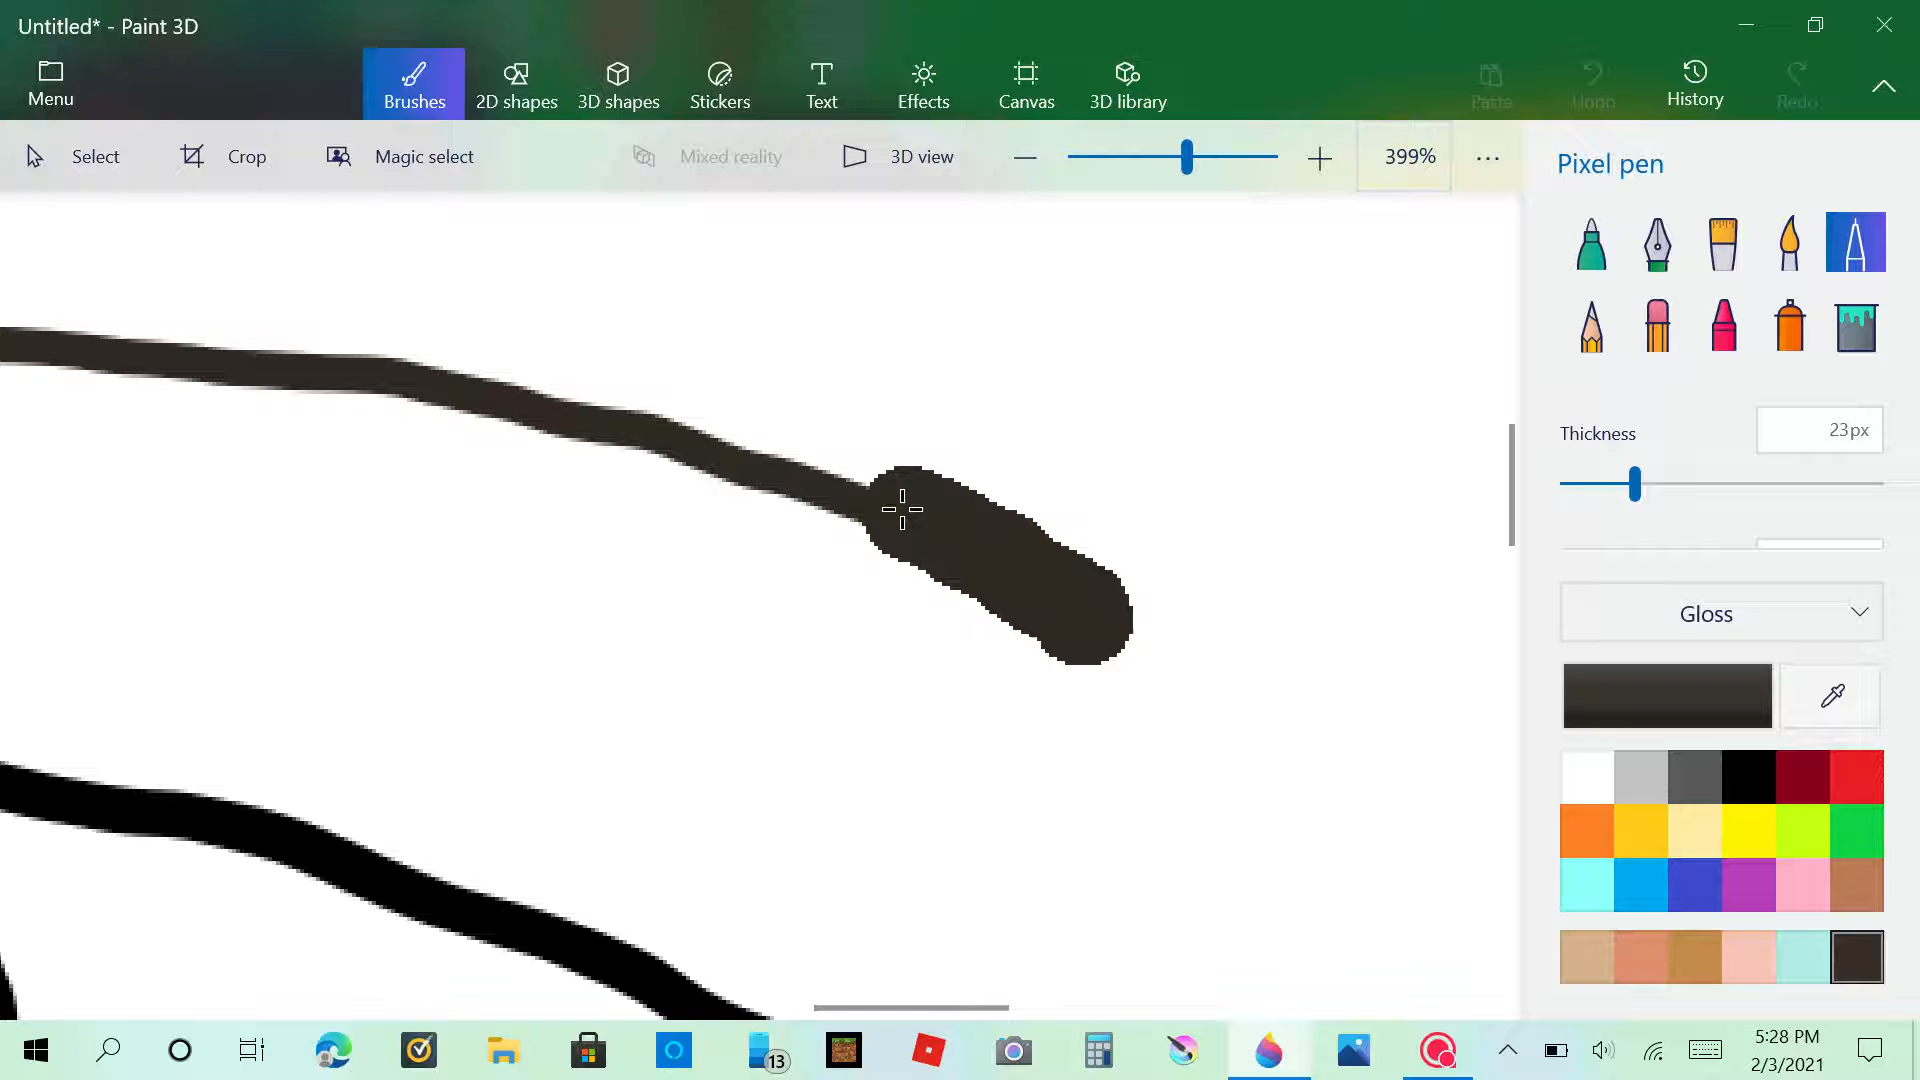 Untitled* - Paint 3D
Menu
Brushes
2D shapes
3D shapes
Stickers
Text
Effects
Canvas
3D library
Paste
Undo
History
Redo
Select
Crop
Magic select
Mixed reality
3D view
399%
Pixel pen
Thickness
23px
Gloss
13
5:28 PM
2/3/2021